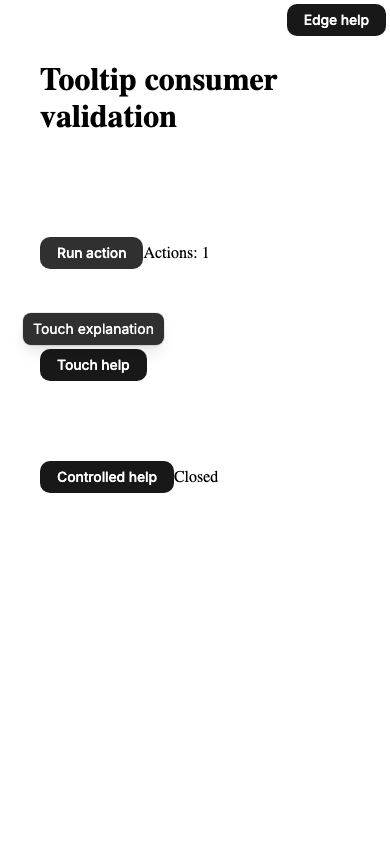 Edge help
Tooltip consumer
validation
Run action Actions: 1
Touch explanation
Touch help
Controlled help Closed